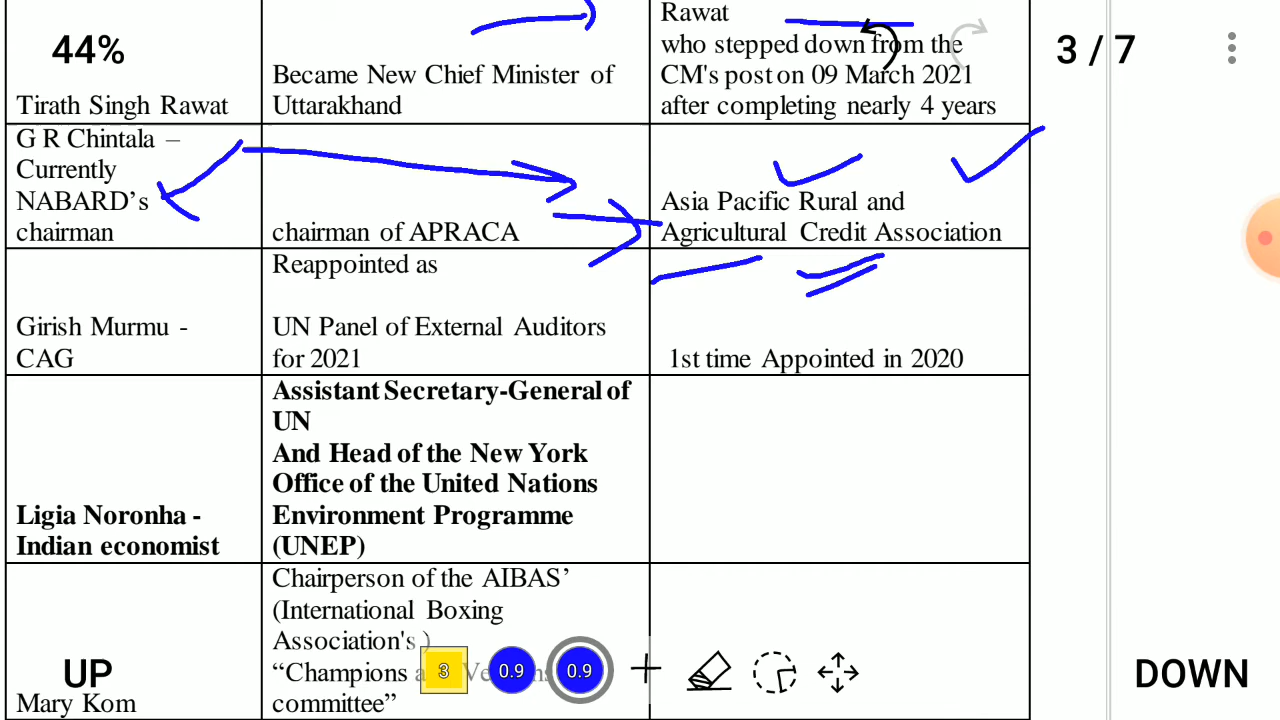 44%
3 / 7
Tirath Singh Rawat
Became New Chief Minister of
Uttarakhand
Rawat
who stepped down from the
CM's post on 09 March 2021
after completing nearly 4 years
G R Chintala –
Currently
NABARD's
chairman
chairman of APRACA
Asia Pacific Rural and
Agricultural Credit Association
Girish Murmu -
CAG
Reappointed as
UN Panel of External Auditors
for 2021
1st time Appointed in 2020
Ligia Noronha -
Indian economist
Assistant Secretary-General of
UN
And Head of the New York
Office of the United Nations
Environment Programme
(UNEP)
Mary Kom
Chairperson of the AIBAS'
(International Boxing
Association's )
“Champions
committee”
3
0.9
0.9
UP
DOWN